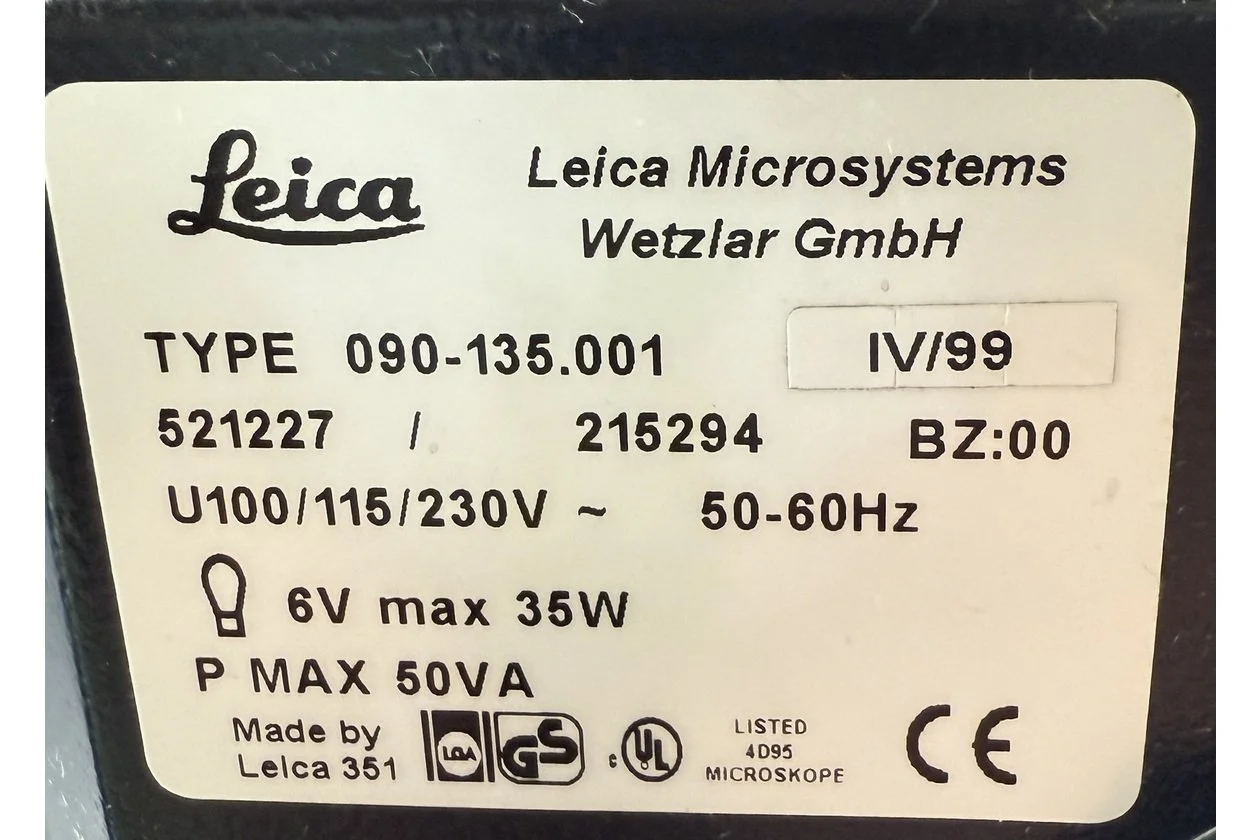 Leica
Leica Microsystems
Wetzlar GmbH
TYPE 090-135.001
IV/99
521227 / 215294 BZ:00
U100/115/230V ~ 50-60Hz
6V max 35W
P MAX 50VA
Made by
Leica 351
LGA
GS
c UL
LISTED
4D95
MICROSKOPE
CE